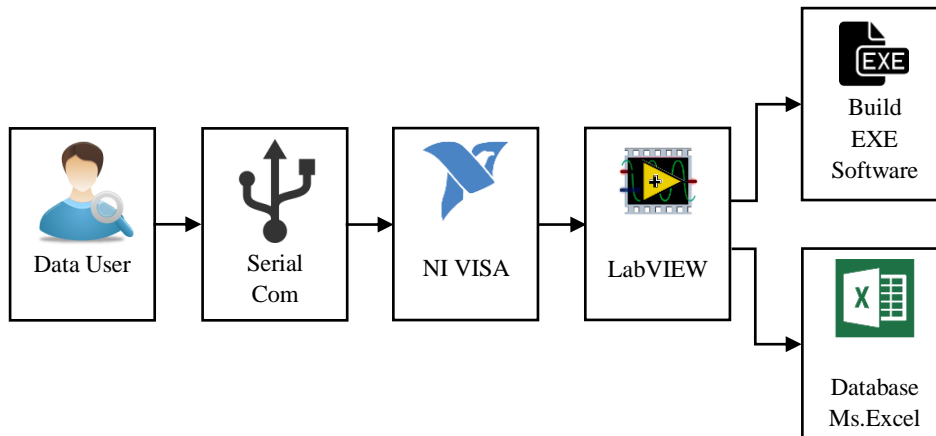 Data User
Serial
Com
NI VISA
LabVIEW
EXE
Build
EXE
Software
X
Database
Ms.Excel